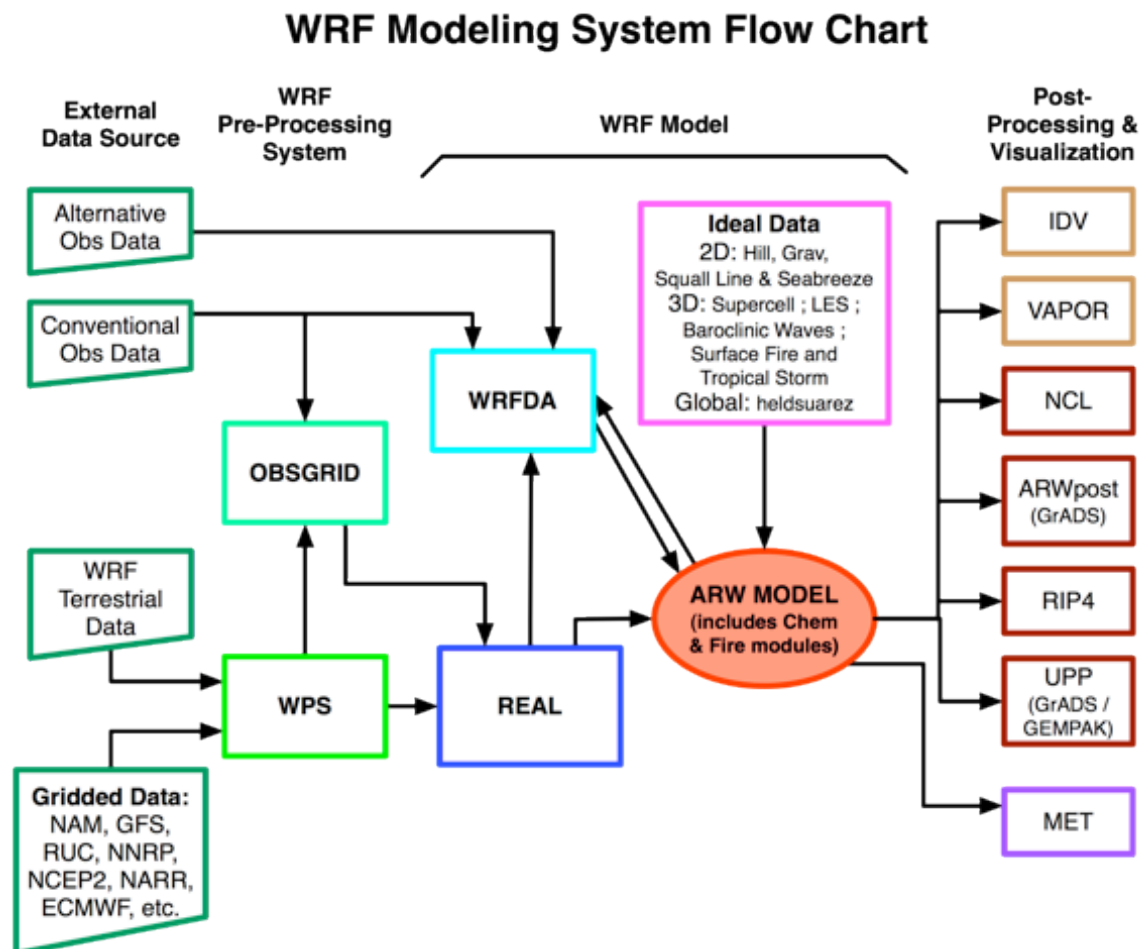 WRF Modeling System Flow Chart
External
Data Source
WRF
Pre-Processing
System
WRF Model
Post-
Processing &
Visualization
Alternative
Obs Data
Conventional
Obs Data
WRF
Terrestrial
Data
Gridded Data:
NAM, GFS,
RUC, NNRP,
NCEP2, NARR,
ECMWF, etc.
OBSGRID
WPS
WRFDA
REAL
Ideal Data
2D: Hill, Grav,
Squall Line & Seabreeze
3D: Supercell ; LES ;
Baroclinic Waves ;
Surface Fire and
Tropical Storm
Global: heldsuarez
ARW MODEL
(includes Chem
& Fire modules)
IDV
VAPOR
NCL
ARWpost
(GrADS)
RIP4
UPP
(GrADS /
GEMPAK)
MET